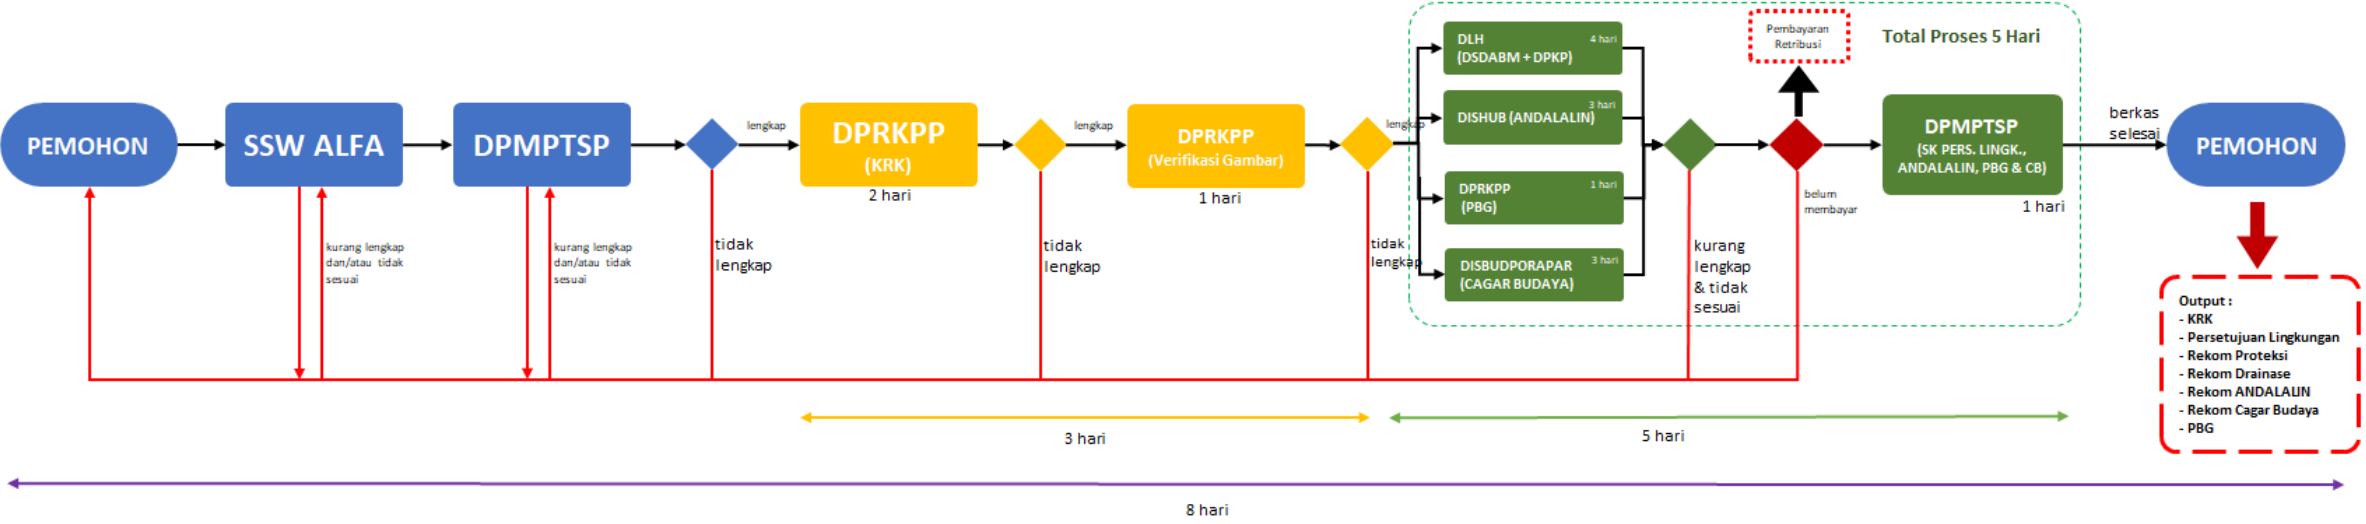 PEMOHON
SSW ALFA
kurang lengkap
dan/atau tidak
sesuai
DPMPTSP
kurang lengkap
dan/atau tidak
sesuai
lengkap
tidak
lengkap
DPRKPP
(KRK)
2 hari
lengkap
tidak
lengkap
DPRKPP
(Verifikasi Gambar)
1 hari
lengkap
tidak
lengkap
DLH
4 hari
(DSDABM + DPKP)
3 hari
DISHUB (ANDALALIN)
DPRKPP
1 hari
(PBG)
DISBUDPORAPAR
3 hari
(CAGAR BUDAYA)
kurang
lengkap
& tidak
sesuai
Pembayaran
Retribusi
belum
membayar
Total Proses 5 Hari
DPMPTSP
(SK PERS. LINGK.,
ANDALALIN, PBG & CB)
1 hari
berkas
selesai
PEMOHON
Output :
- KRK
- Persetujuan Lingkungan
- Rekom Proteksi
- Rekom Drainase
- Rekom ANDALALIN
- Rekom Cagar Budaya
- PBG
3 hari
5 hari
8 hari